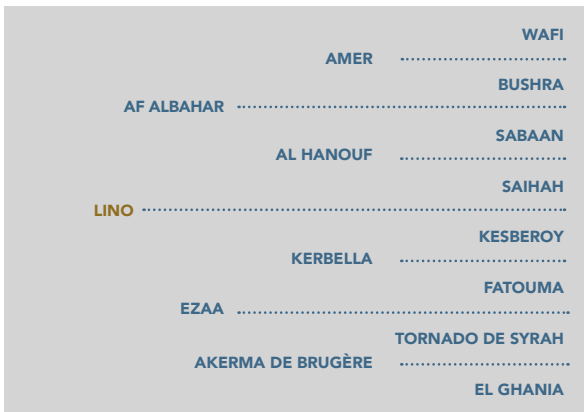 WAFI
AMER
BUSHRA
AF ALBAHAR
SABAAN
AL HANOUF
SAIHAH
LINO
KESBEROY
KERBELLA
FATOUMA
EZAA
TORNADO DE SYRAH
AKERMA DE BRUGÈRE
EL GHANIA